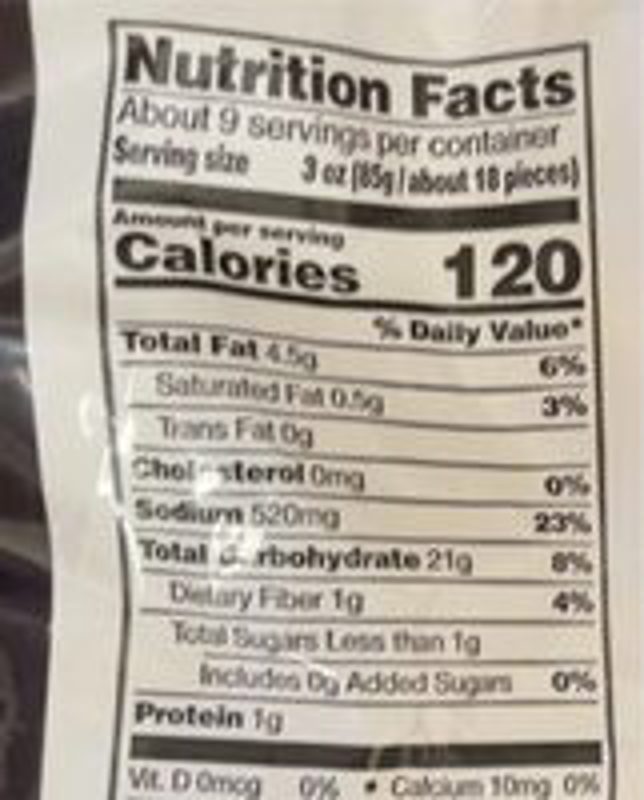 Nutrition Facts
About 9 servings per container
Serving size 3 oz (85g/about 18 pieces)
Amount per serving
Calories 120
% Daily Value*
Total Fat 4.5g 6%
Saturated Fat 0.5g 3%
Trans Fat 0g
Cholesterol 0mg 0%
Sodium 520mg 23%
Total Carbohydrate 21g 8%
Dietary Fiber 1g 4%
Total Sugars Less than 1g
Includes 0g Added Sugars 0%
Protein 1g
Vit. D 0mcg 0% • Calcium 10mg 0%